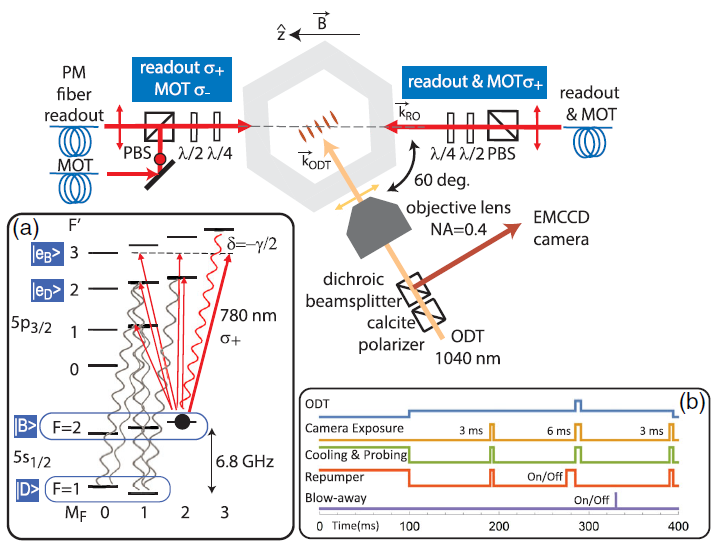 ẑ
B
PM
fiber
readout
readout σ+
MOT σ-
readout & MOTσ+
readout
& MOT
MOT
PBS
λ/2 λ/4
k_RO
λ/4 λ/2 PBS
k_ODT
60 deg.
objective lens
NA=0.4
EMCCD
camera
dichroic
beamsplitter
calcite
polarizer
ODT
1040 nm
(a)
F'
|e_B> 3
δ=-γ/2
|e_D> 2
5p3/2
1
0
780 nm
σ+
|B> F=2
5s1/2
6.8 GHz
|D> F=1
M_F 0 1 2 3
(b)
ODT
Camera Exposure 3 ms 6 ms 3 ms
Cooling & Probing
Repumper On/Off
Blow-away On/Off
0 Time(ms) 100 200 300 400